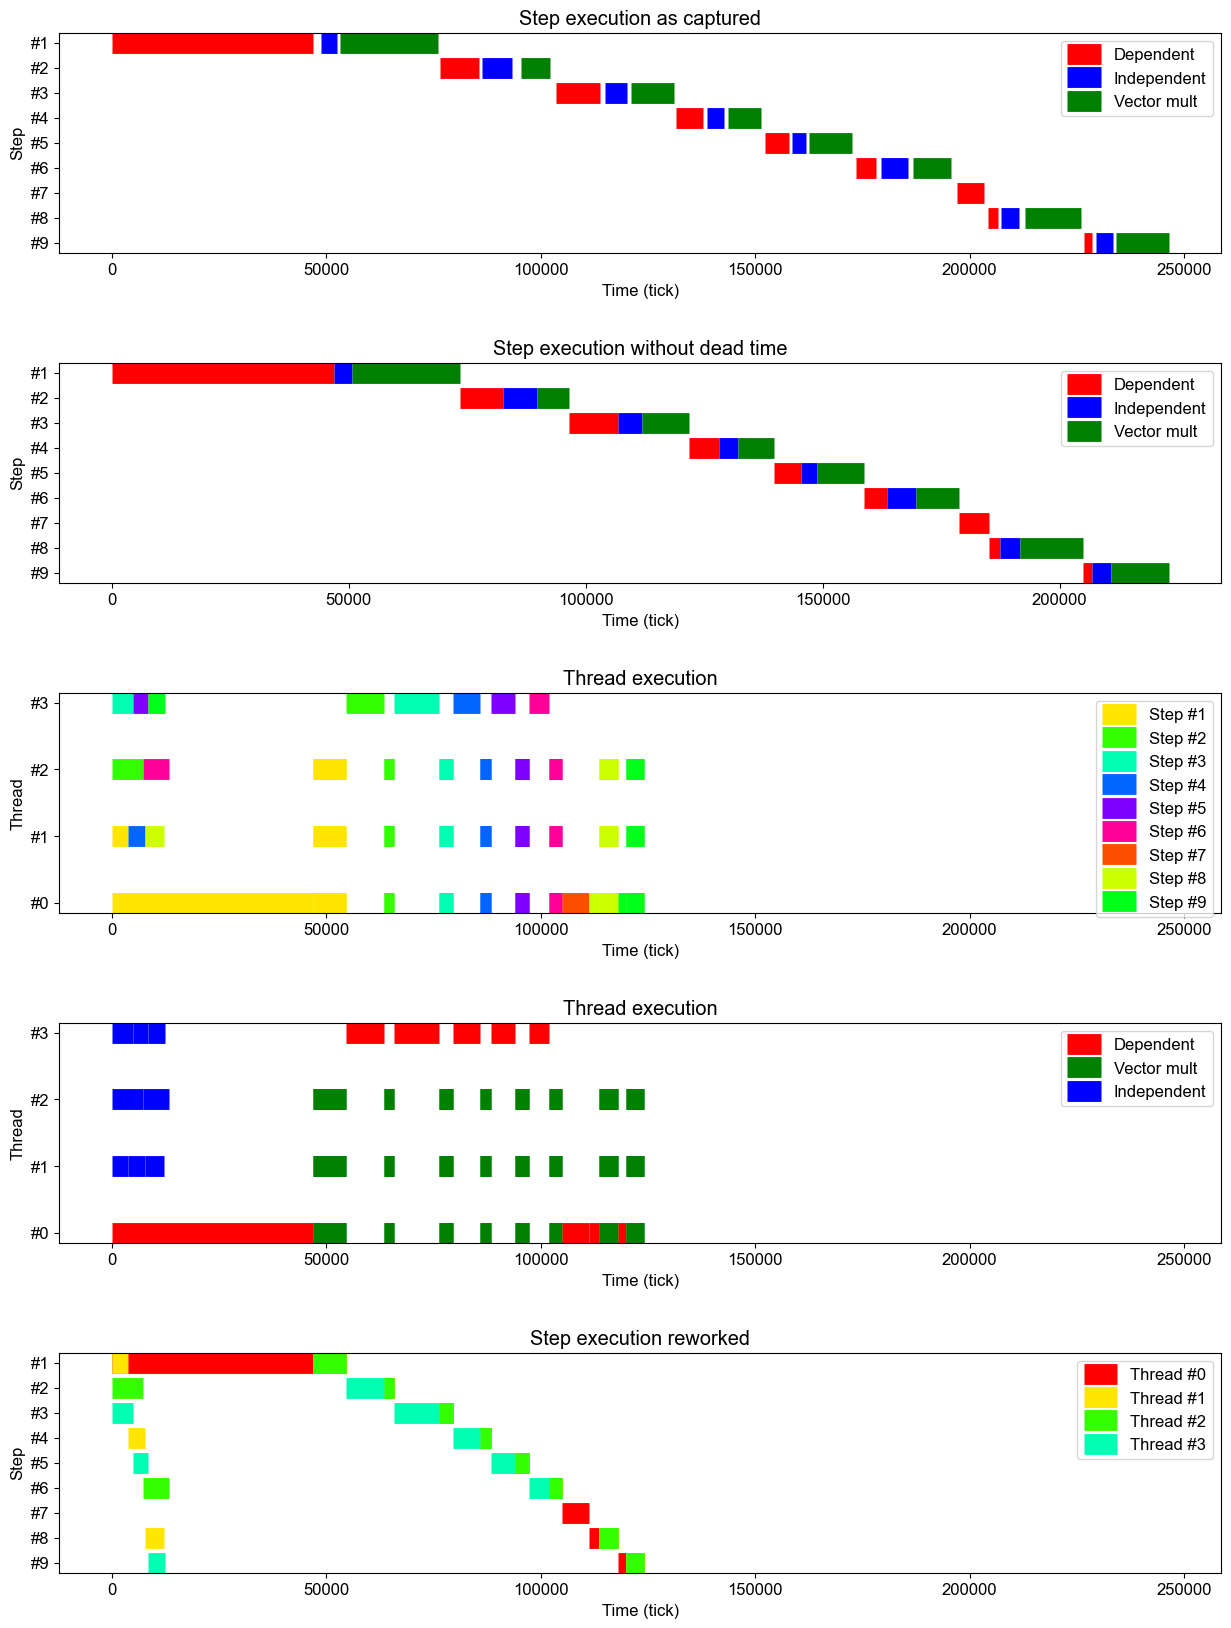 Step execution as captured
Step
#1
#2
#3
#4
#5
#6
#7
#8
#9
Dependent
Independent
Vector mult
0 50000 100000 150000 200000 250000
Time (tick)
Step execution without dead time
Step
#1
#2
#3
#4
#5
#6
#7
#8
#9
Dependent
Independent
Vector mult
0 50000 100000 150000 200000
Time (tick)
Thread execution
Thread
#3
#2
#1
#0
Step #1
Step #2
Step #3
Step #4
Step #5
Step #6
Step #7
Step #8
Step #9
0 50000 100000 150000 200000 250000
Time (tick)
Thread execution
Thread
#3
#2
#1
#0
Dependent
Vector mult
Independent
0 50000 100000 150000 200000 250000
Time (tick)
Step execution reworked
Step
#1
#2
#3
#4
#5
#6
#7
#8
#9
Thread #0
Thread #1
Thread #2
Thread #3
0 50000 100000 150000 200000 250000
Time (tick)